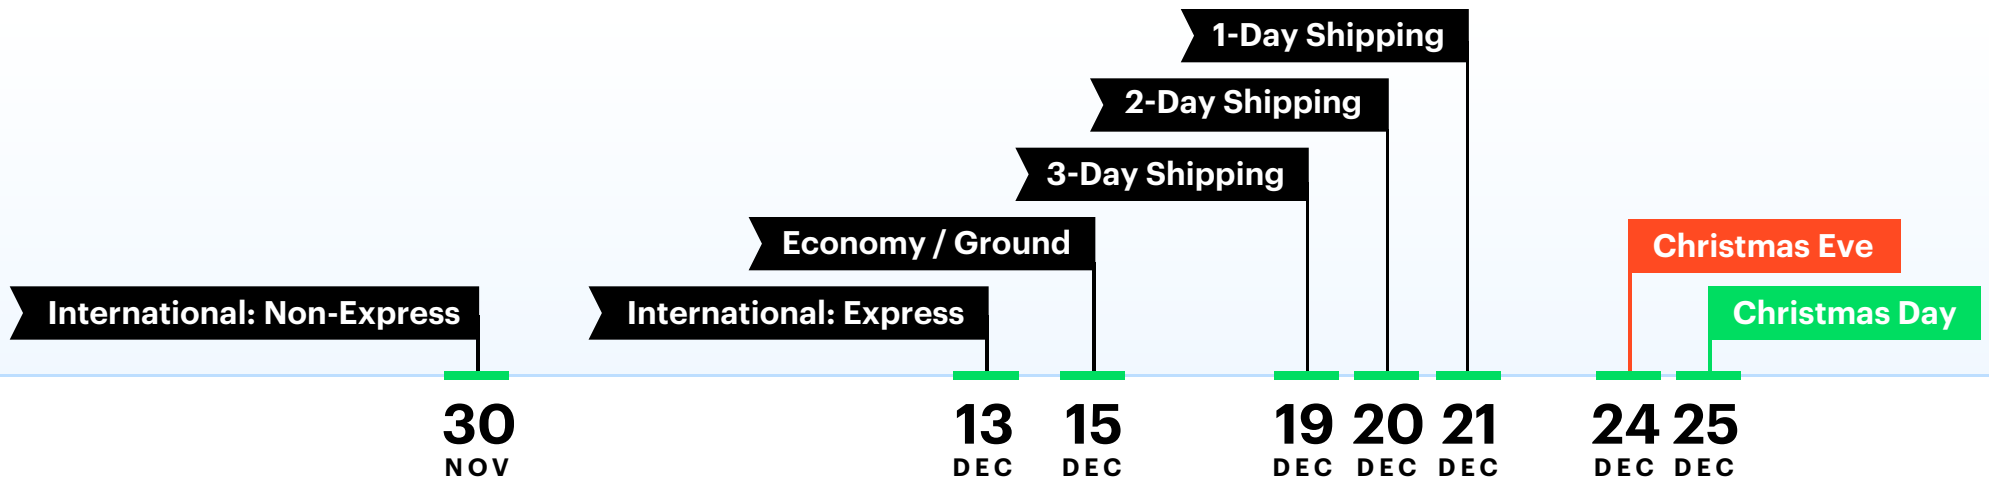 1-Day Shipping
2-Day Shipping
3-Day Shipping
Economy / Ground
Christmas Eve
International: Non-Express
International: Express
Christmas Day
30
NOV
13
DEC
15
DEC
19
DEC
20
DEC
21
DEC
24
DEC
25
DEC